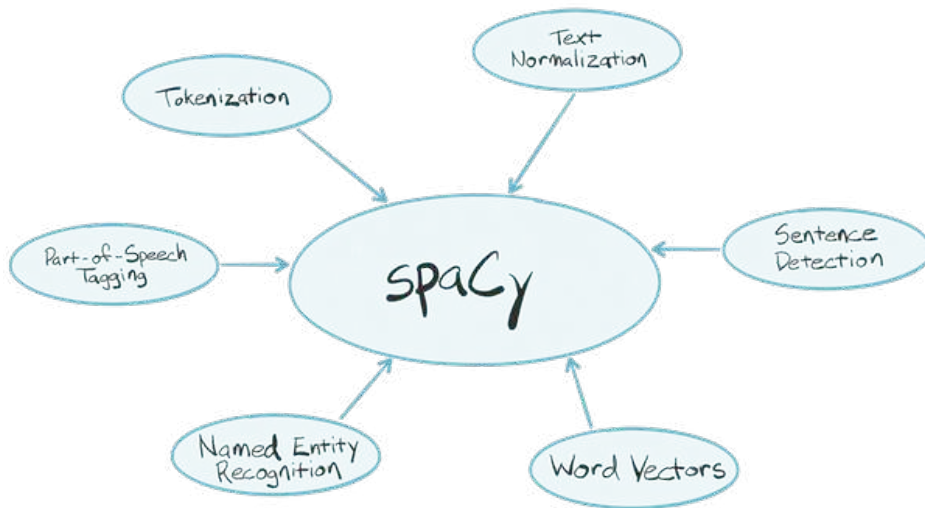 Text
Normalization
Tokenization
Sentence
Detection
Part-of-Speech
Tagging
spaCy
Named Entity
Recognition
Word Vectors